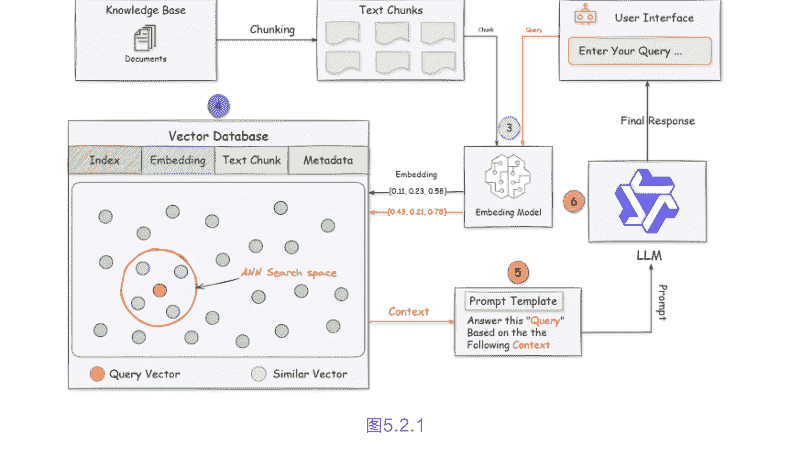 Knowledge Base
Documents
Chunking
Text Chunks
Chunk
Query
User Interface
Enter Your Query ...
Final Response
4
3
Vector Database
Index
Embedding
Text Chunk
Metadata
Embedding
[0.11, 0.23, 0.56]
[0.43, 0.21, 0.76]
Embeding Model
6
LLM
ANN Search space
5
Context
Prompt Template
Answer this "Query"
Based on the the
Following Context
Prompt
Query Vector
Similar Vector
图5.2.1